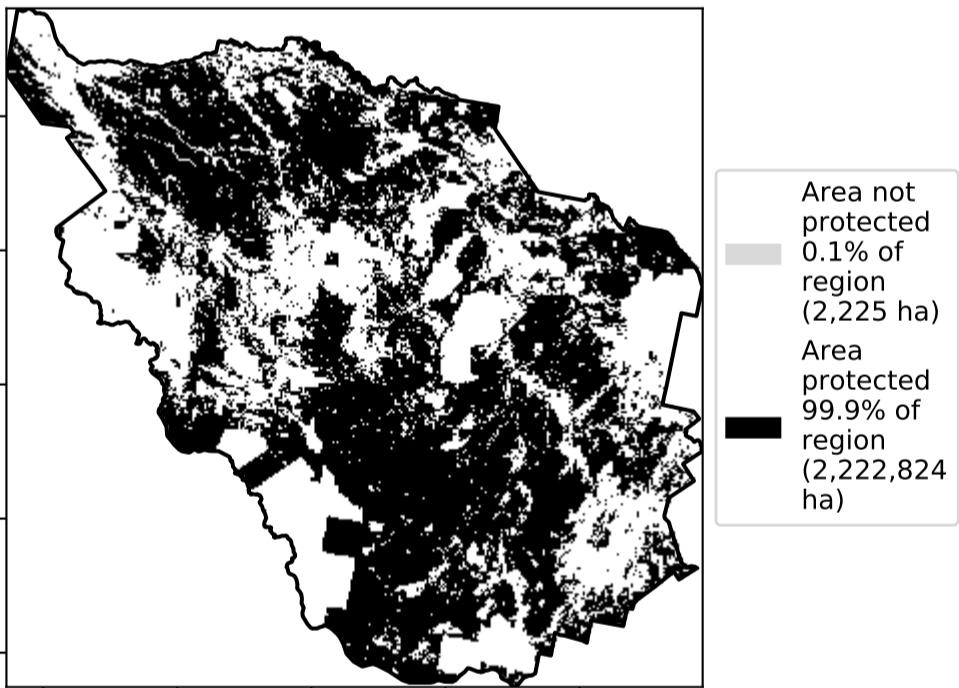 Area not
protected
0.1% of
region
(2,225 ha)
Area
protected
99.9% of
region
(2,222,824
ha)